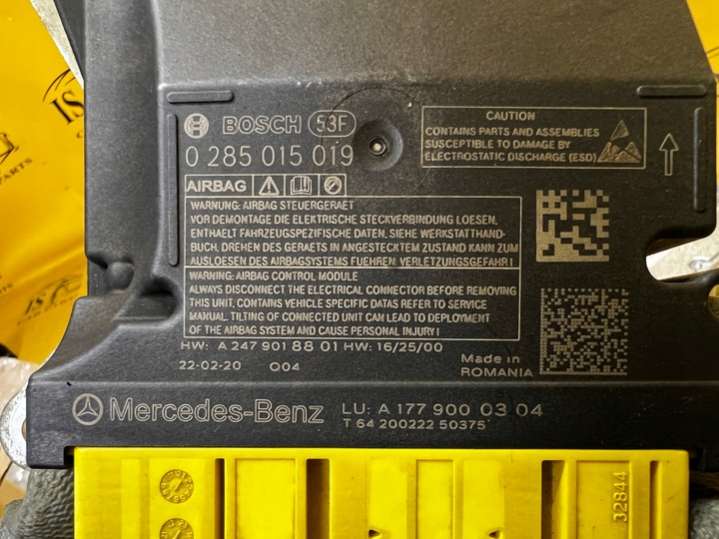 BOSCH 53F
0 285 015 019
AIRBAG
WARNUNG: AIRBAG STEUERGERAET
VOR DEMONTAGE DIE ELEKTRISCHE STECKVERBINDUNG LOESEN.
ENTHAELT FAHRZEUGSPEZIFISCHE DATEN, SIEHE WERKSTATTHAND-
BUCH, DREHEN DES GERAETS IN ANGESTECKTEM ZUSTAND KANN ZUM
AUSLOESEN DES AIRBAGSYSTEMS FUEHREN. VERLETZUNGSGEFAHR !
WARNING: AIRBAG CONTROL MODULE
ALWAYS DISCONNECT THE ELECTRICAL CONNECTOR BEFORE REMOVING
THIS UNIT, CONTAINS VEHICLE SPECIFIC DATAS REFER TO SERVICE
MANUAL. TILTING OF CONNECTED UNIT CAN LEAD TO DEPLOYMENT
OF THE AIRBAG SYSTEM AND CAUSE PERSONAL INJURY !
CAUTION
CONTAINS PARTS AND ASSEMBLIES
SUSCEPTIBLE TO DAMAGE BY
ELECTROSTATIC DISCHARGE (ESD)
HW: A 247 901 88 01 HW: 16/25/00
22-02-20 004
Made in
ROMANIA
Mercedes-Benz
LU: A 177 900 03 04
T 64 200222 50375
32844
IS
IS